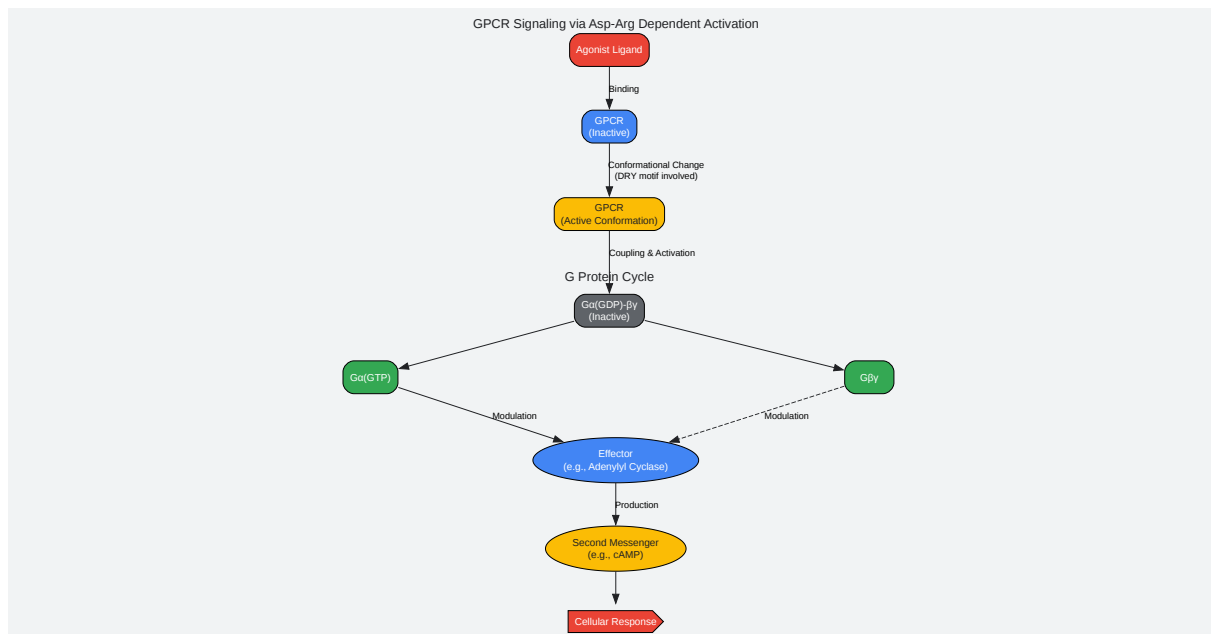 GPCR Signaling via Asp-Arg Dependent Activation
Agonist Ligand
Binding
GPCR
(Inactive)
Conformational Change
(DRY motif involved)
GPCR
(Active Conformation)
Coupling & Activation
G Protein Cycle
Gα(GDP)-βγ
(Inactive)
Gα(GTP)
Gβγ
Modulation
Modulation
Effector
(e.g., Adenylyl Cyclase)
Production
Second Messenger
(e.g., cAMP)
Cellular Response